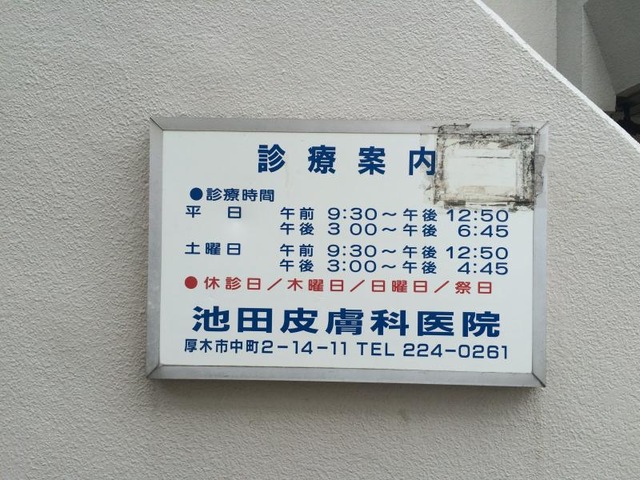 診療案内
●診療時間
平日 午前 9:30～午後 12:50
午後 3 00～午後 6:45
土曜日 午前 9:30～午後 12:50
午後 3:00～午後 4:45
●休診日/木曜日/日曜日/祭日
池田皮膚科医院
厚木市中町2-14-11 TEL 224-0261